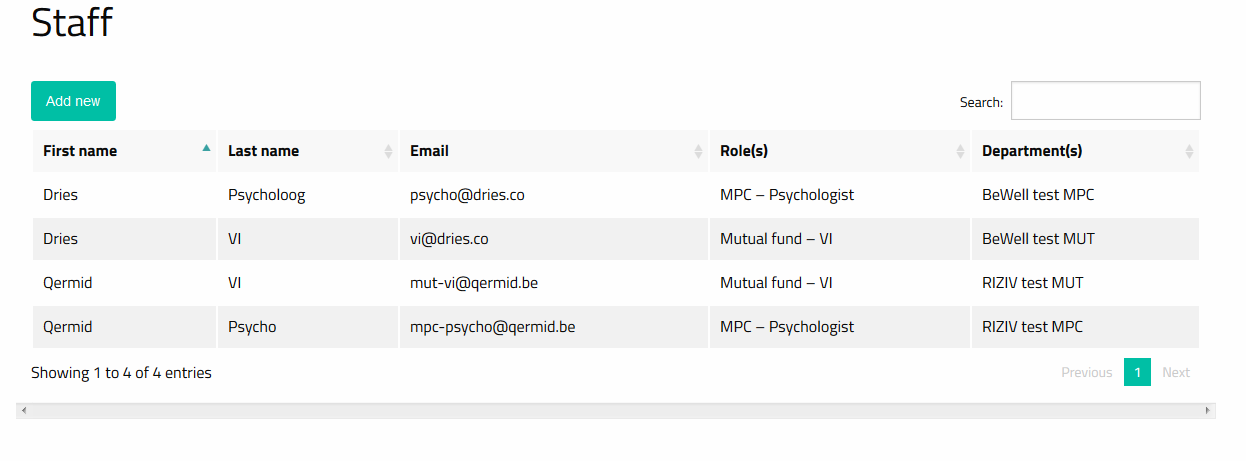 Staff
Add new
Search:
First name Last name Email Role(s) Department(s)
Dries Psycholoog psycho@dries.co MPC – Psychologist BeWell test MPC
Dries VI vi@dries.co Mutual fund – VI BeWell test MUT
Qermid VI mut-vi@qermid.be Mutual fund – VI RIZIV test MUT
Qermid Psycho mpc-psycho@qermid.be MPC – Psychologist RIZIV test MPC
Showing 1 to 4 of 4 entries
Previous 1 Next